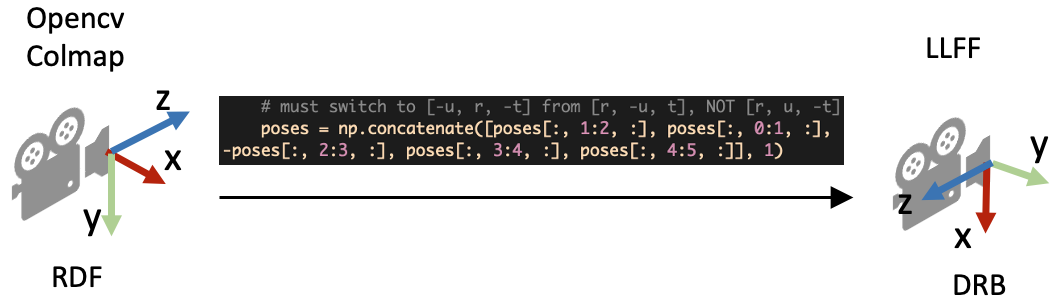 Opencv
Colmap
LLFF
z
x
y
RDF
# must switch to [-u, r, -t] from [r, -u, t], NOT [r, u, -t]
poses = np.concatenate([poses[:, 1:2, :], poses[:, 0:1, :],
-poses[:, 2:3, :], poses[:, 3:4, :], poses[:, 4:5, :]], 1)
y
z
x
DRB